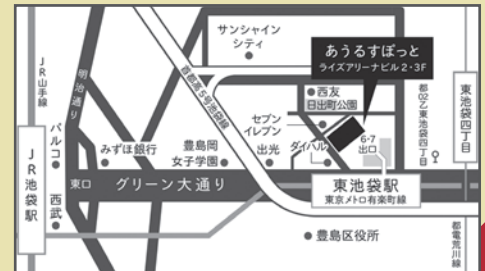 サンシャイン
シティ
あうるすぽっと
ライズアリーナビル2・3F
JR山手線
明治通り
首都高5号池袋線
西友
日出町公園
都02乙東池袋四丁目
東池袋四丁目
セブン
イレブン
パルコ
みずほ銀行
豊島岡
女子学園
出光
ダイハツ
6・7
出口
JR池袋駅
東口
グリーン大通り
東池袋駅
東京メトロ有楽町線
西武
豊島区役所
都電荒川線